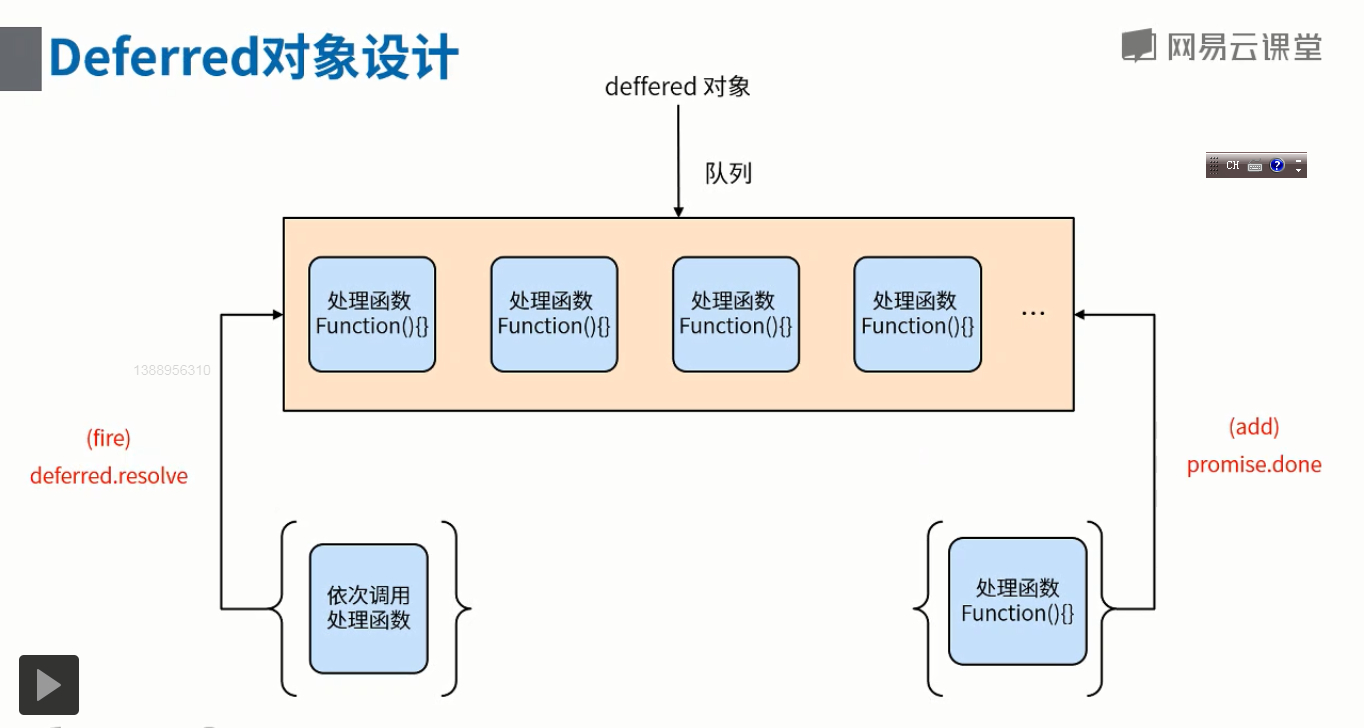 Deferred对象设计
网易云课堂
deffered 对象
队列
CH
?
处理函数
Function(){}
处理函数
Function(){}
处理函数
Function(){}
处理函数
Function(){}
...
1388956310
(fire)
deferred.resolve
(add)
promise.done
依次调用
处理函数
处理函数
Function(){}